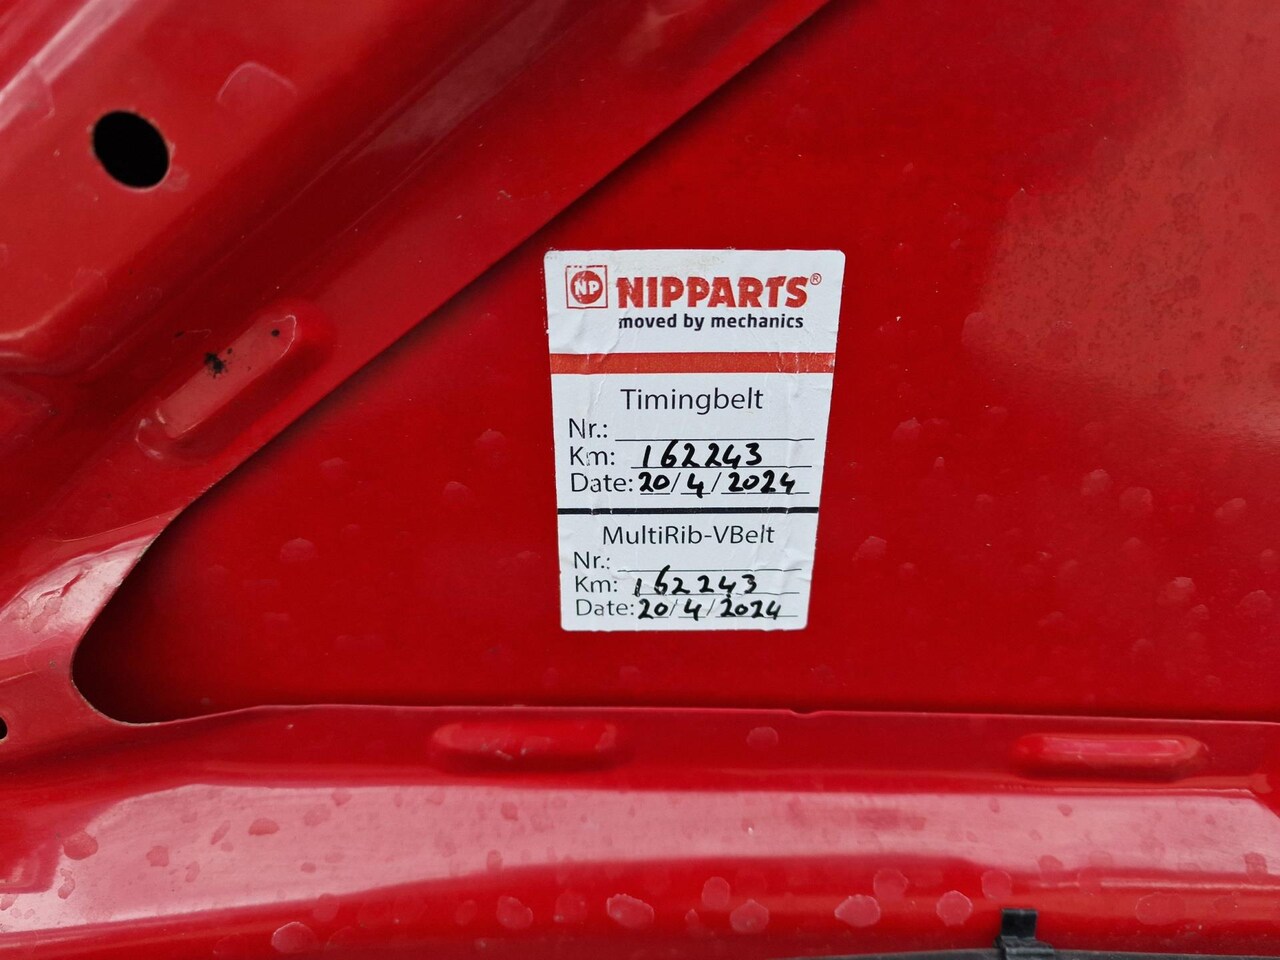 NP NIPPARTS®
moved by mechanics
Timingbelt
Nr.:
Km: 162243
Date: 20/4/2024
MultiRib-VBelt
Nr.:
Km: 162243
Date: 20/4/2024